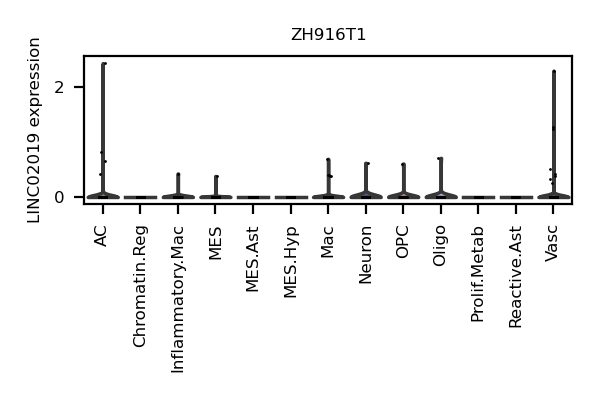 ZH916T1
LINC02019 expression
2
0
AC
Chromatin.Reg
Inflammatory.Mac
MES
MES.Ast
MES.Hyp
Mac
Neuron
OPC
Oligo
Prolif.Metab
Reactive.Ast
Vasc